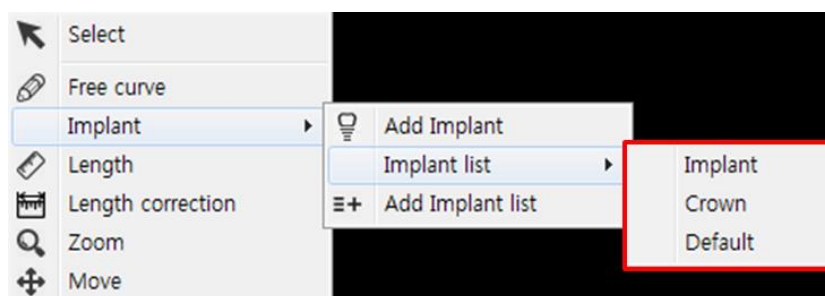 Select
Free curve
Implant
Length
Length correction
Zoom
Move
Add Implant
Implant list
Add Implant list
Implant
Crown
Default